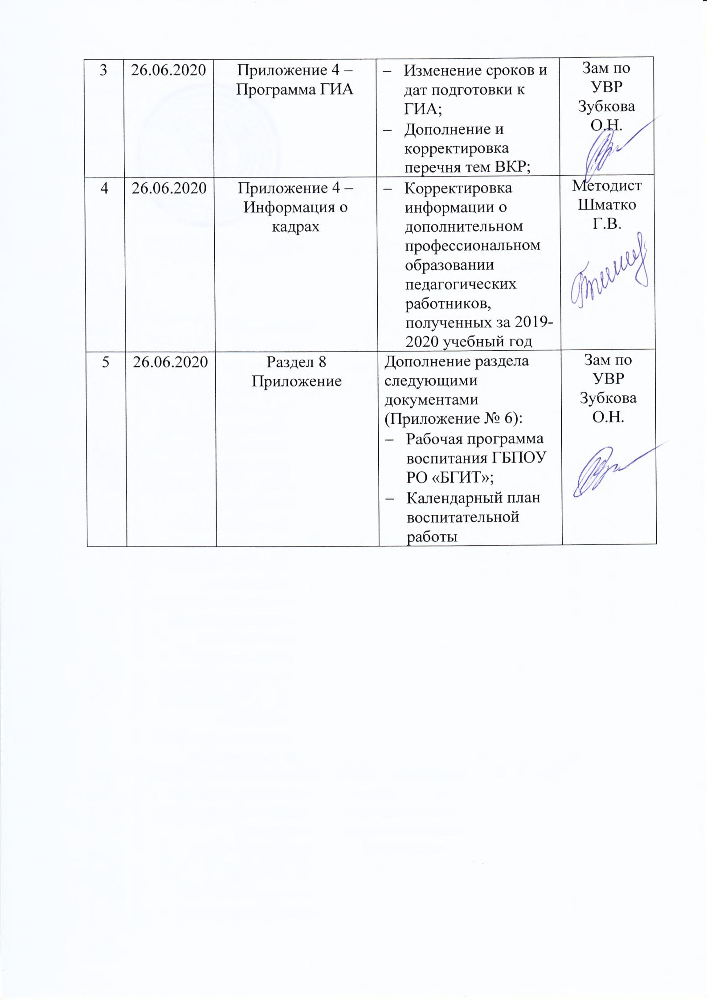 3
26.06.2020
Приложение 4 –
Программа ГИА
– Изменение сроков и
дат подготовки к
ГИА;
– Дополнение и
корректировка
перечня тем ВКР;
Зам по
УВР
Зубкова
О.Н.
4
26.06.2020
Приложение 4 –
Информация о
кадрах
– Корректировка
информации о
дополнительном
профессиональном
образовании
педагогических
работников,
полученных за 2019-
2020 учебный год
Методист
Шматко
Г.В.
5
26.06.2020
Раздел 8
Приложение
Дополнение раздела
следующими
документами
(Приложение № 6):
– Рабочая программа
воспитания ГБПОУ
РО «БГИТ»;
– Календарный план
воспитательной
работы
Зам по
УВР
Зубкова
О.Н.